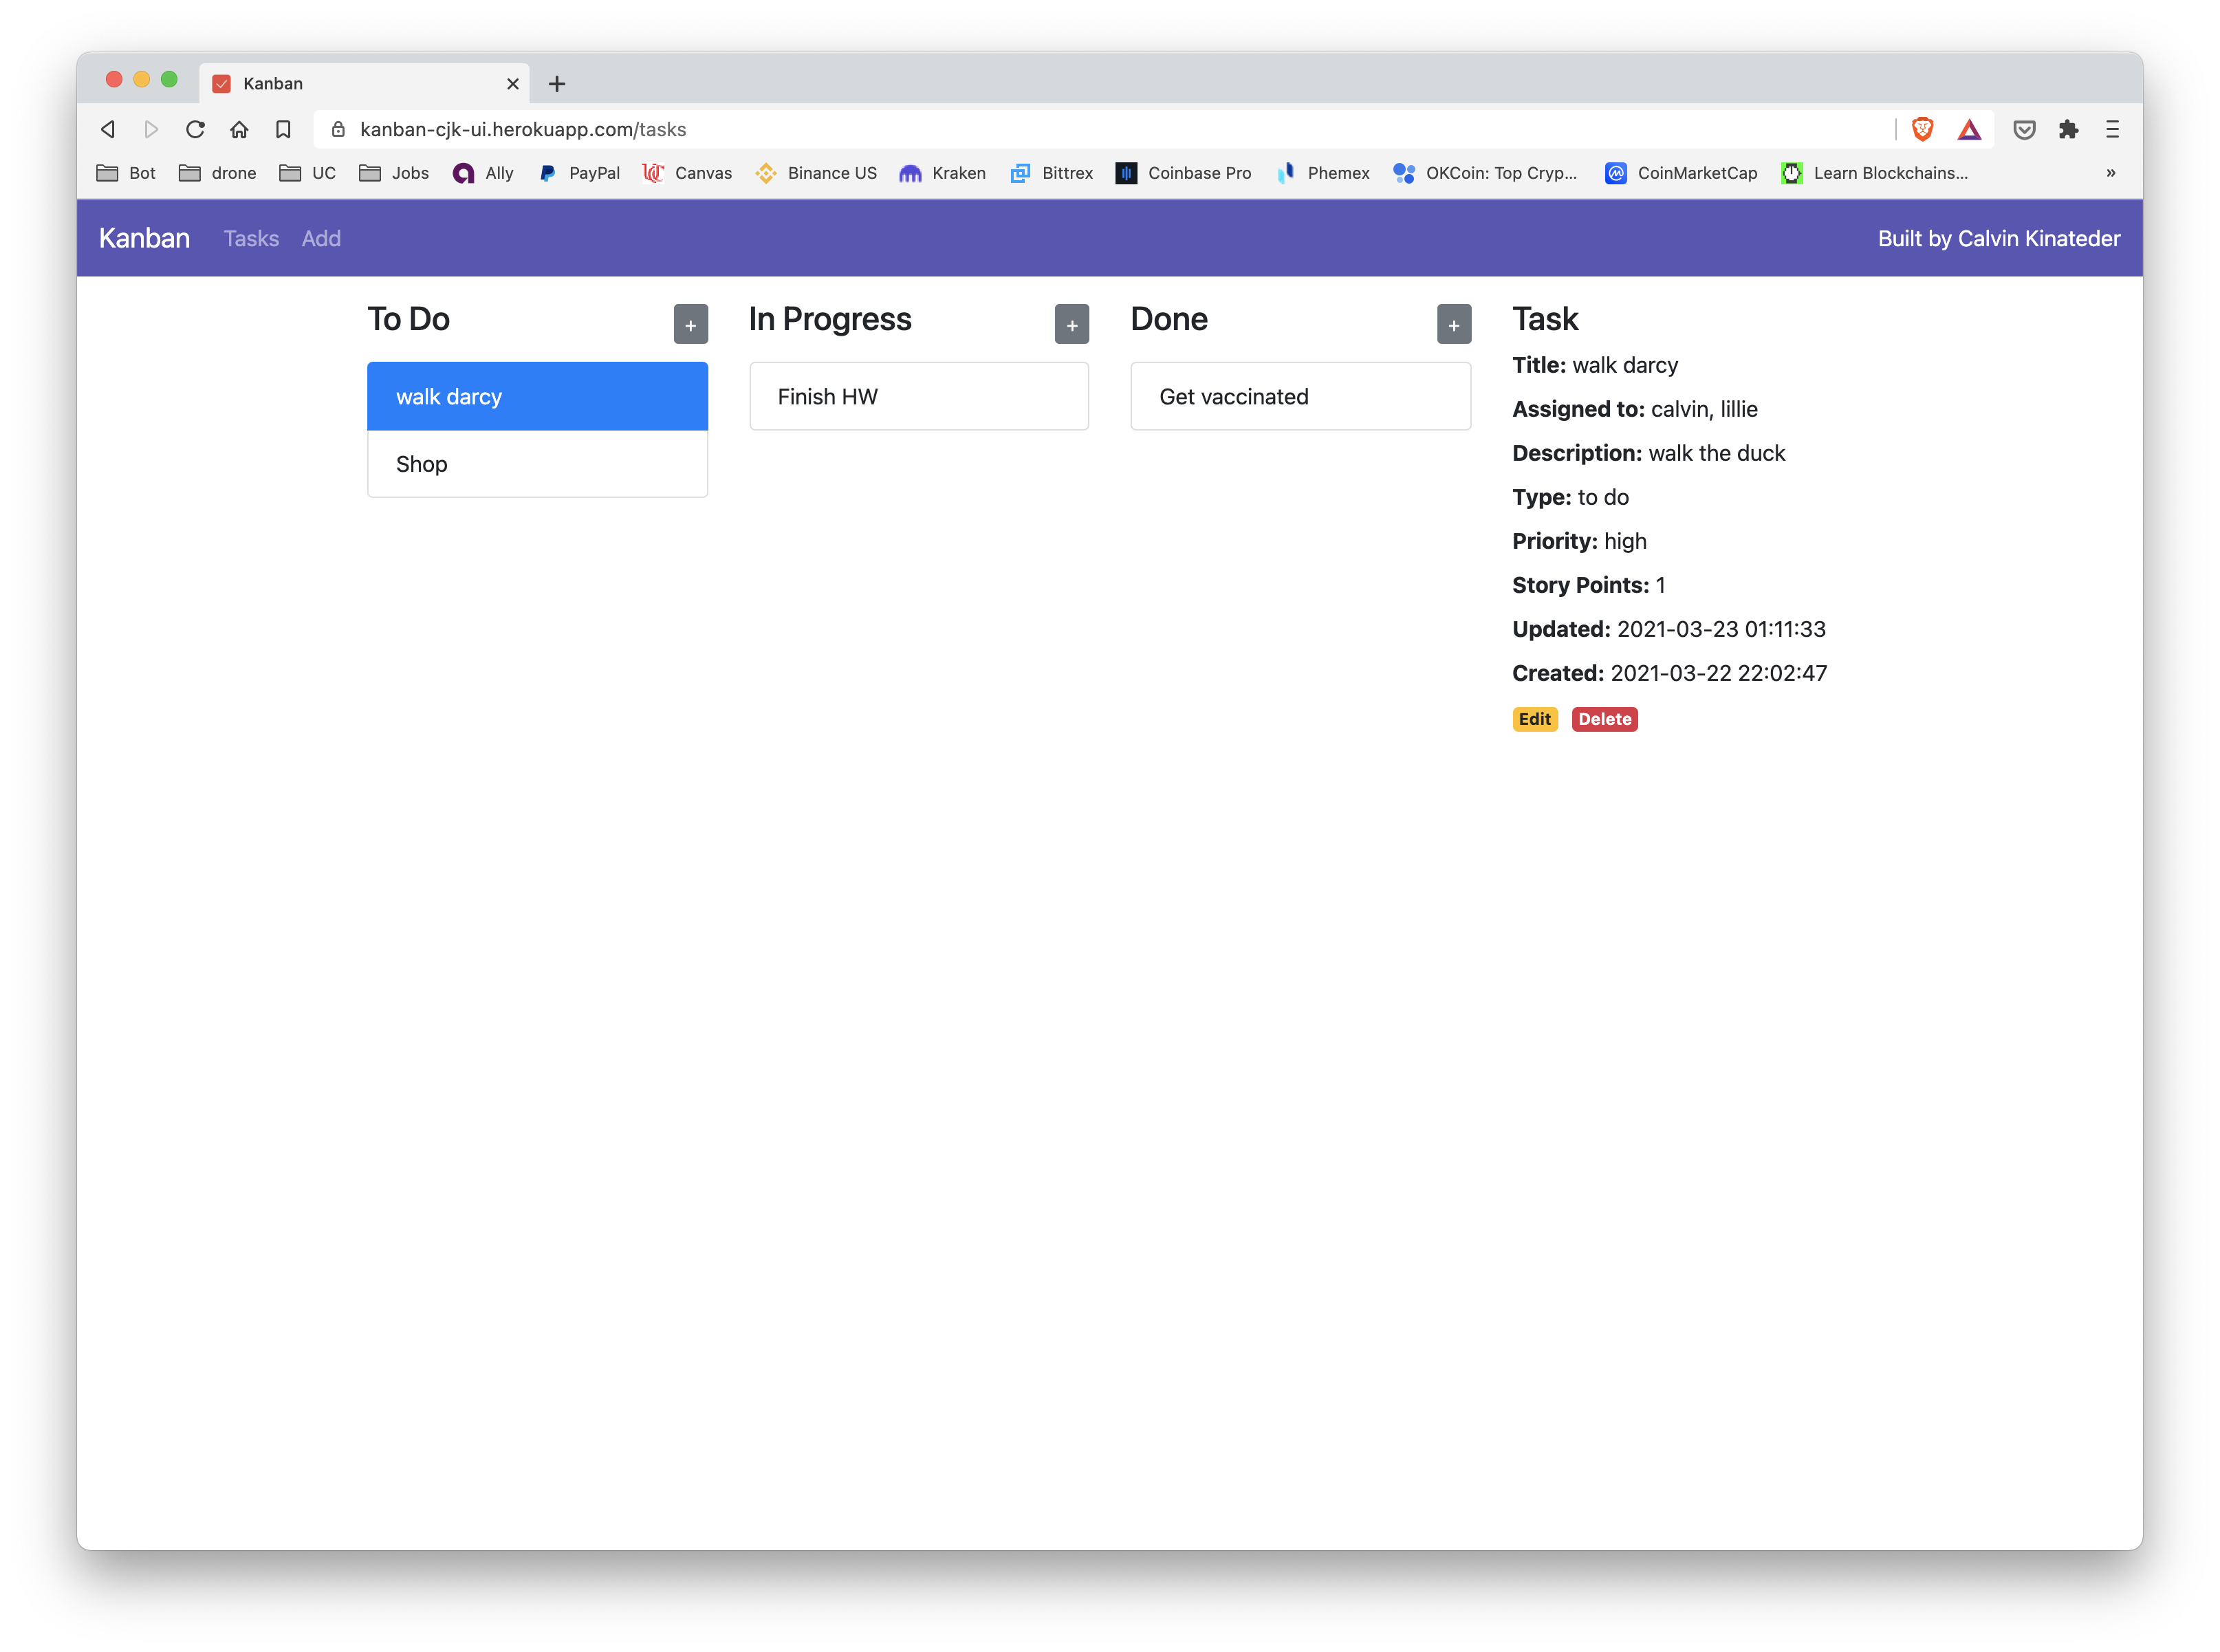 Kanban
kanban-cjk-ui.herokuapp.com/tasks
Bot drone UC Jobs Ally PayPal Canvas Binance US Kraken Bittrex Coinbase Pro Phemex OKCoin: Top Cryp... CoinMarketCap Learn Blockchains... »
Kanban Tasks Add Built by Calvin Kinateder
To Do +
walk darcy
Shop
In Progress +
Finish HW
Done +
Get vaccinated
Task
Title: walk darcy
Assigned to: calvin, lillie
Description: walk the duck
Type: to do
Priority: high
Story Points: 1
Updated: 2021-03-23 01:11:33
Created: 2021-03-22 22:02:47
Edit Delete